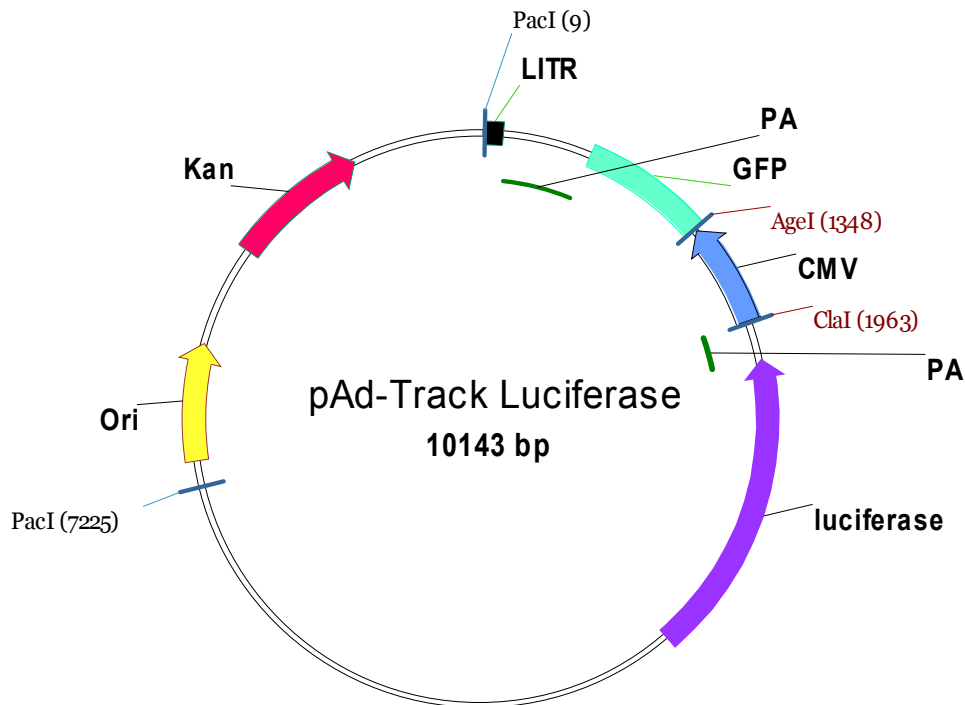 PacI (9)
LITR
PA
Kan
GFP
AgeI (1348)
CMV
ClaI (1963)
PA
pAd-Track Luciferase
10143 bp
Ori
PacI (7225)
luciferase